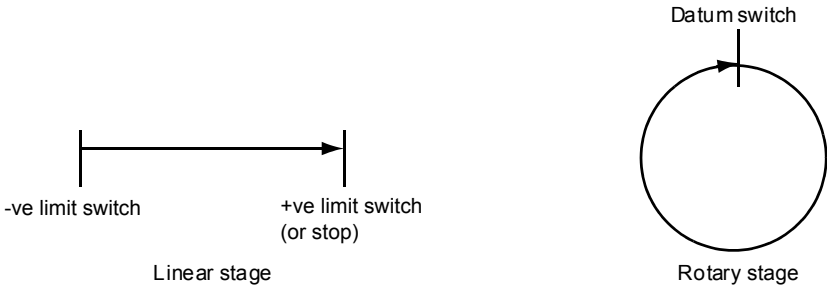 Datum switch
-ve limit switch
+ve limit switch
(or stop)
Linear stage
Rotary stage